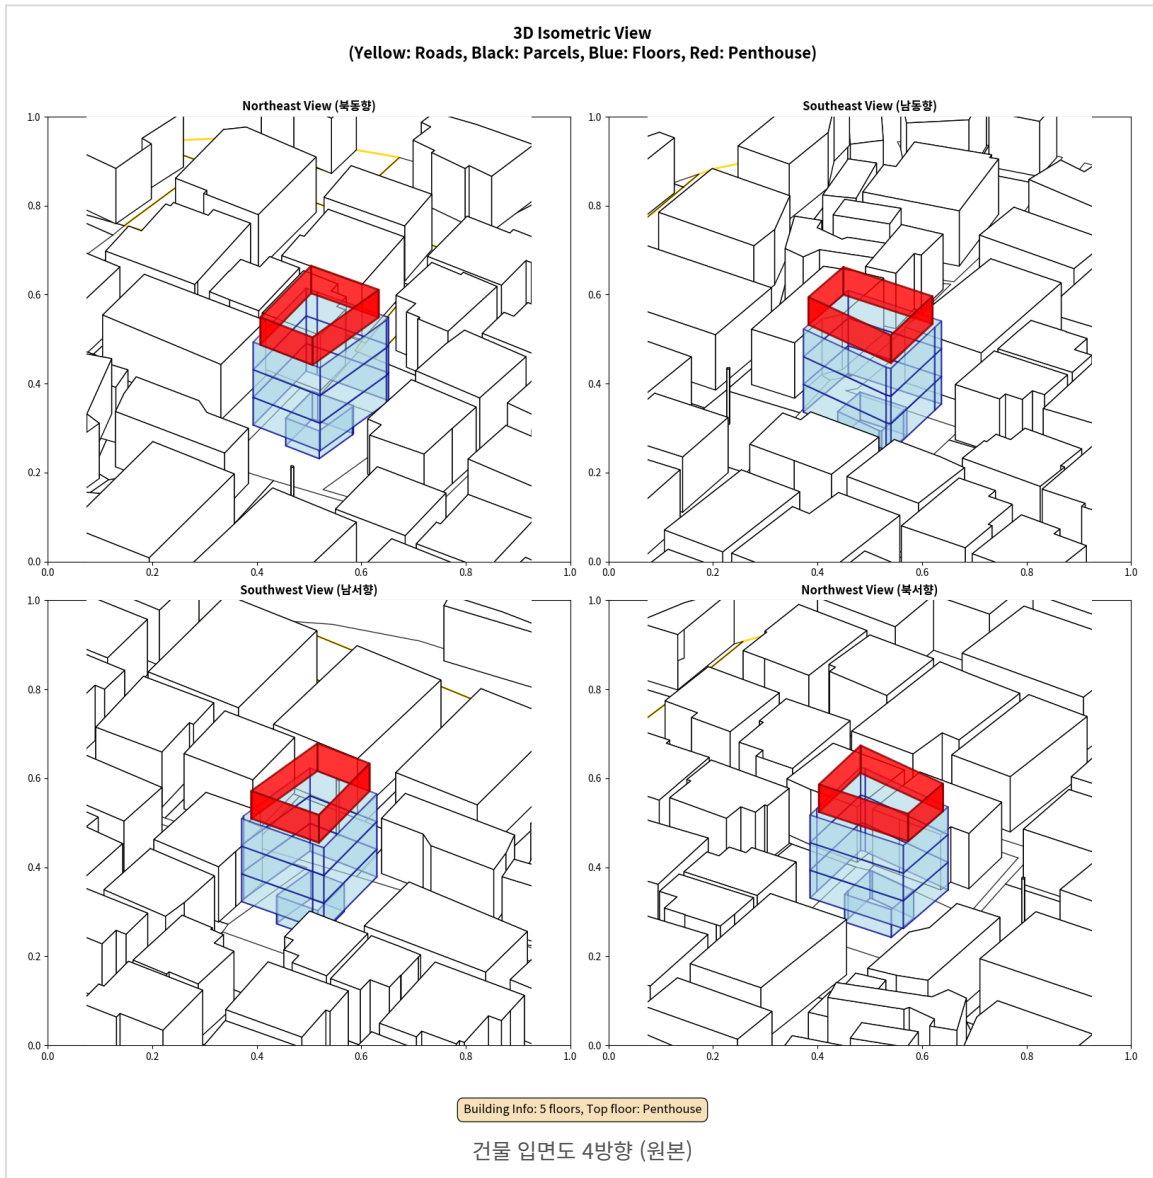 3D Isometric View
(Yellow: Roads, Black: Parcels, Blue: Floors, Red: Penthouse)
Northeast View (북동향)
1.0
0.8
0.6
0.4
0.2
0.0
0.0 0.2 0.4 0.6 0.8 1.0
Southeast View (남동향)
1.0
0.8
0.6
0.4
0.2
0.0
0.0 0.2 0.4 0.6 0.8 1.0
Southwest View (남서향)
1.0
0.8
0.6
0.4
0.2
0.0
0.0 0.2 0.4 0.6 0.8 1.0
Northwest View (북서향)
1.0
0.8
0.6
0.4
0.2
0.0
0.0 0.2 0.4 0.6 0.8 1.0
Building Info: 5 floors, Top floor: Penthouse
건물 입면도 4방향 (원본)